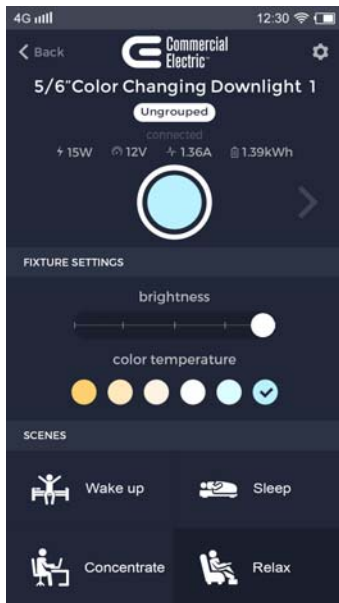 4G 12:30
Back Commercial Electric™
5/6"Color Changing Downlight 1
Ungrouped
connected
15W 12V 1.36A 1.39kWh
FIXTURE SETTINGS
brightness
color temperature
SCENES
Wake up Sleep
Concentrate Relax